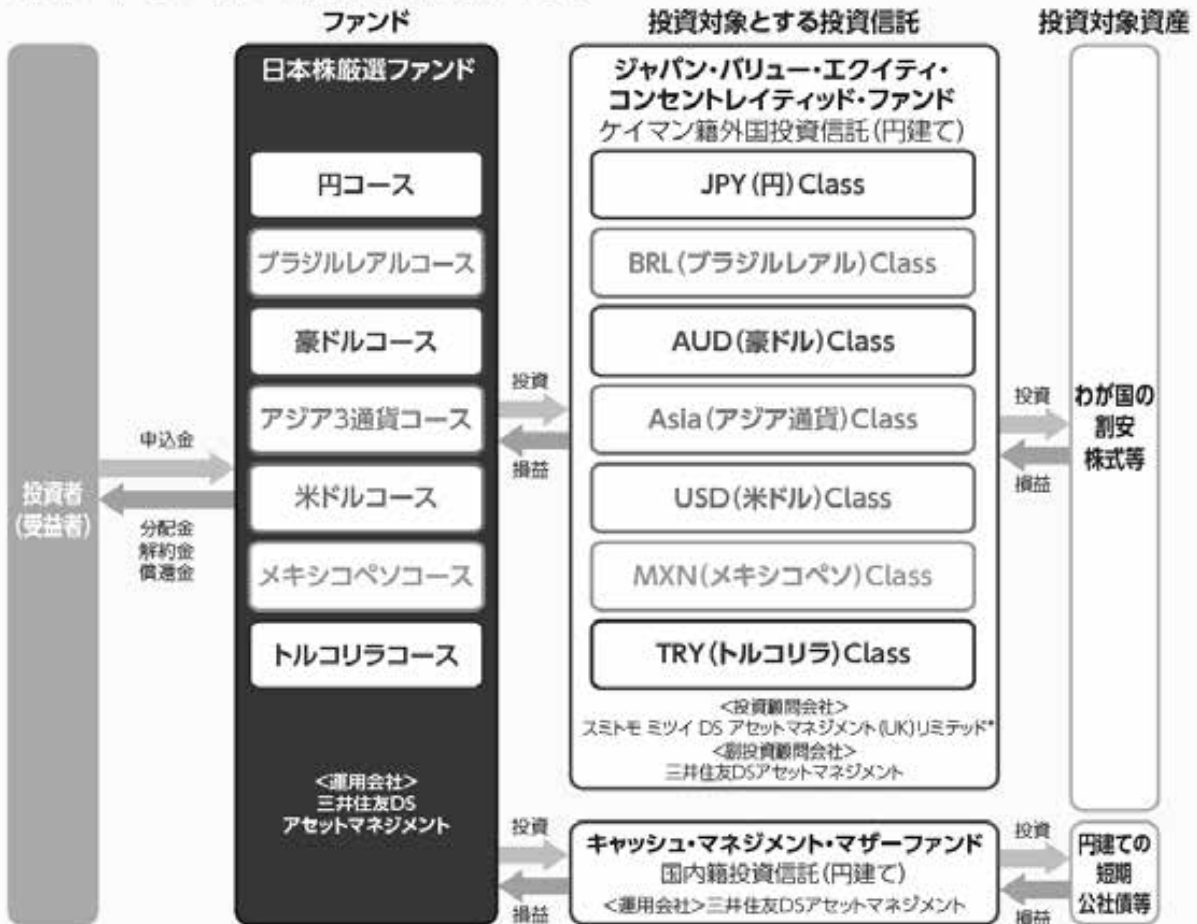 ファンド
投資対象とする投資信託
投資対象資産
日本株厳選ファンド
円コース
ブラジルレアルコース
豪ドルコース
アジア3通貨コース
米ドルコース
メキシコペソコース
トルコリラコース
<運用会社>
三井住友DS
アセットマネジメント
ジャパン・バリュー・エクイティ・
コンセントレイティッド・ファンド
ケイマン籍外国投資信託(円建て)
JPY(円)Class
BRL(ブラジルレアル)Class
AUD(豪ドル)Class
Asia(アジア通貨)Class
USD(米ドル)Class
MXN(メキシコペソ)Class
TRY(トルコリラ)Class
<投資顧問会社>
スミトモ ミツイ DS アセットマネジメント(UK)リミテッド*
<副投資顧問会社>
三井住友DSアセットマネジメント
キャッシュ・マネジメント・マザーファンド
国内籍投資信託(円建て)
<運用会社>三井住友DSアセットマネジメント
投資者
(受益者)
申込金
分配金
解約金
償還金
投資
損益
投資
損益
わが国の
割安
株式等
投資
損益
投資
損益
円建ての
短期
公社債等